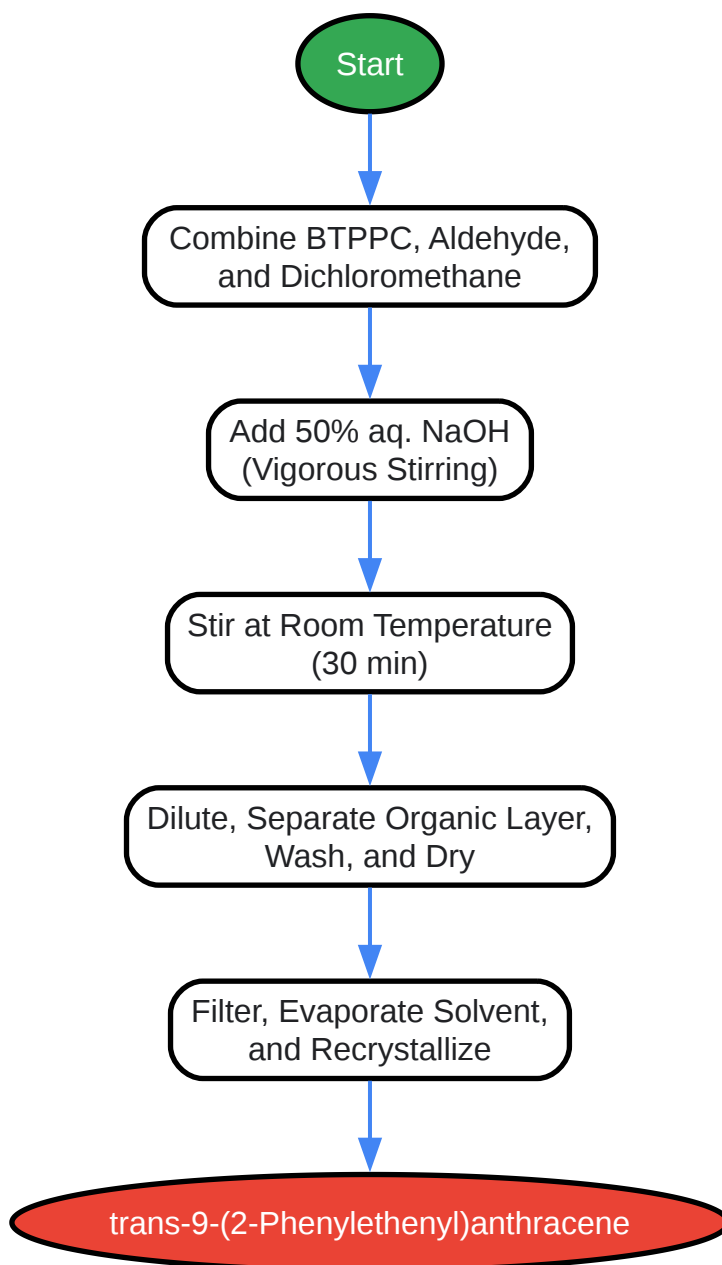 Start
Combine BTPPC, Aldehyde,
and Dichloromethane
Add 50% aq. NaOH
(Vigorous Stirring)
Stir at Room Temperature
(30 min)
Dilute, Separate Organic Layer,
Wash, and Dry
Filter, Evaporate Solvent,
and Recrystallize
trans-9-(2-Phenylethenyl)anthracene